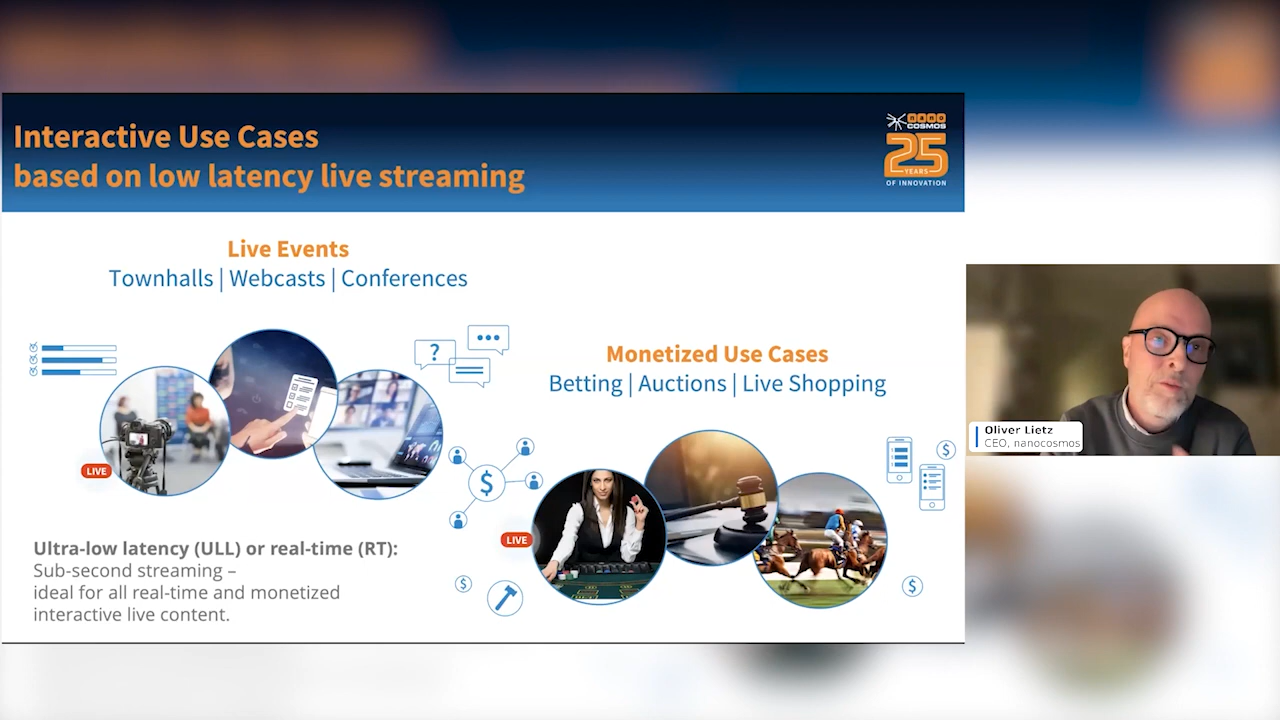 Interactive Use Cases
based on low latency live streaming
NANO
COSMOS
25
YEARS
OF INNOVATION
Live Events
Townhalls | Webcasts | Conferences
?
LIVE
Monetized Use Cases
Betting | Auctions | Live Shopping
$
$
LIVE
$
$
Ultra-low latency (ULL) or real-time (RT):
Sub-second streaming –
ideal for all real-time and monetized
interactive live content.
Oliver Lietz
CEO, nanocosmos